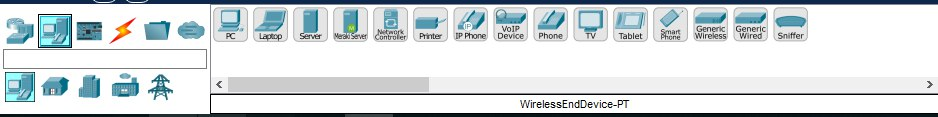 PC
Laptop
Server
Meraki Server
Network
Controller
Printer
IP Phone
VoIP
Device
Phone
TV
Tablet
Smart
Phone
Generic
Wireless
Generic
Wired
Sniffer
WirelessEndDevice-PT